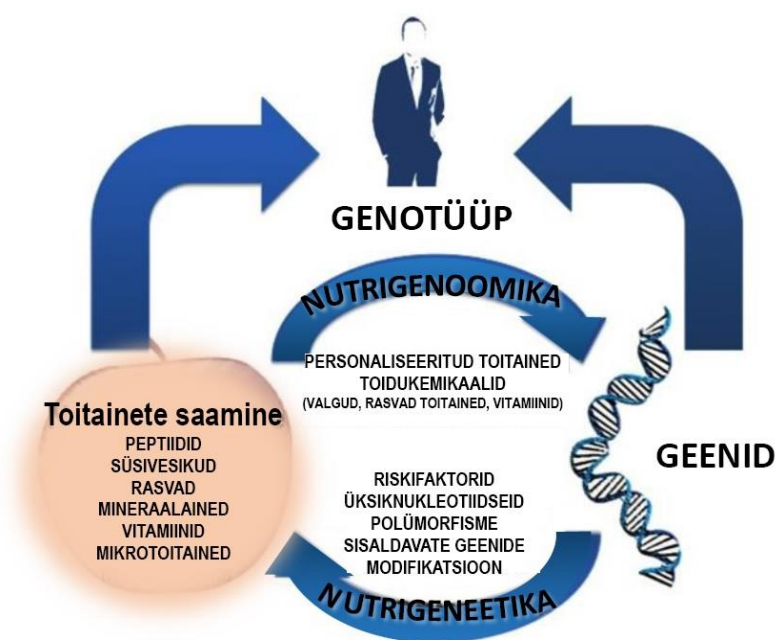 GENOTÜÜP
NUTRIGENOOMIKA
PERSONALISEERITUD TOITAINED
TOIDUKEMIKAALID
(VALGUD, RASVAD TOITAINED, VITAMIINID)
Toitainete saamine
PEPTIIDID
SÜSIVESIKUD
RASVAD
MINERAALAINED
VITAMIINID
MIKROTOITAINED
GEENID
RISKIFAKTORID
ÜKSIKNUKLEOTIIDSEID
POLÜMORFISME
SISALDAVATE GEENIDE
MODIFIKATSIOON
NUTRIGENEETIKA